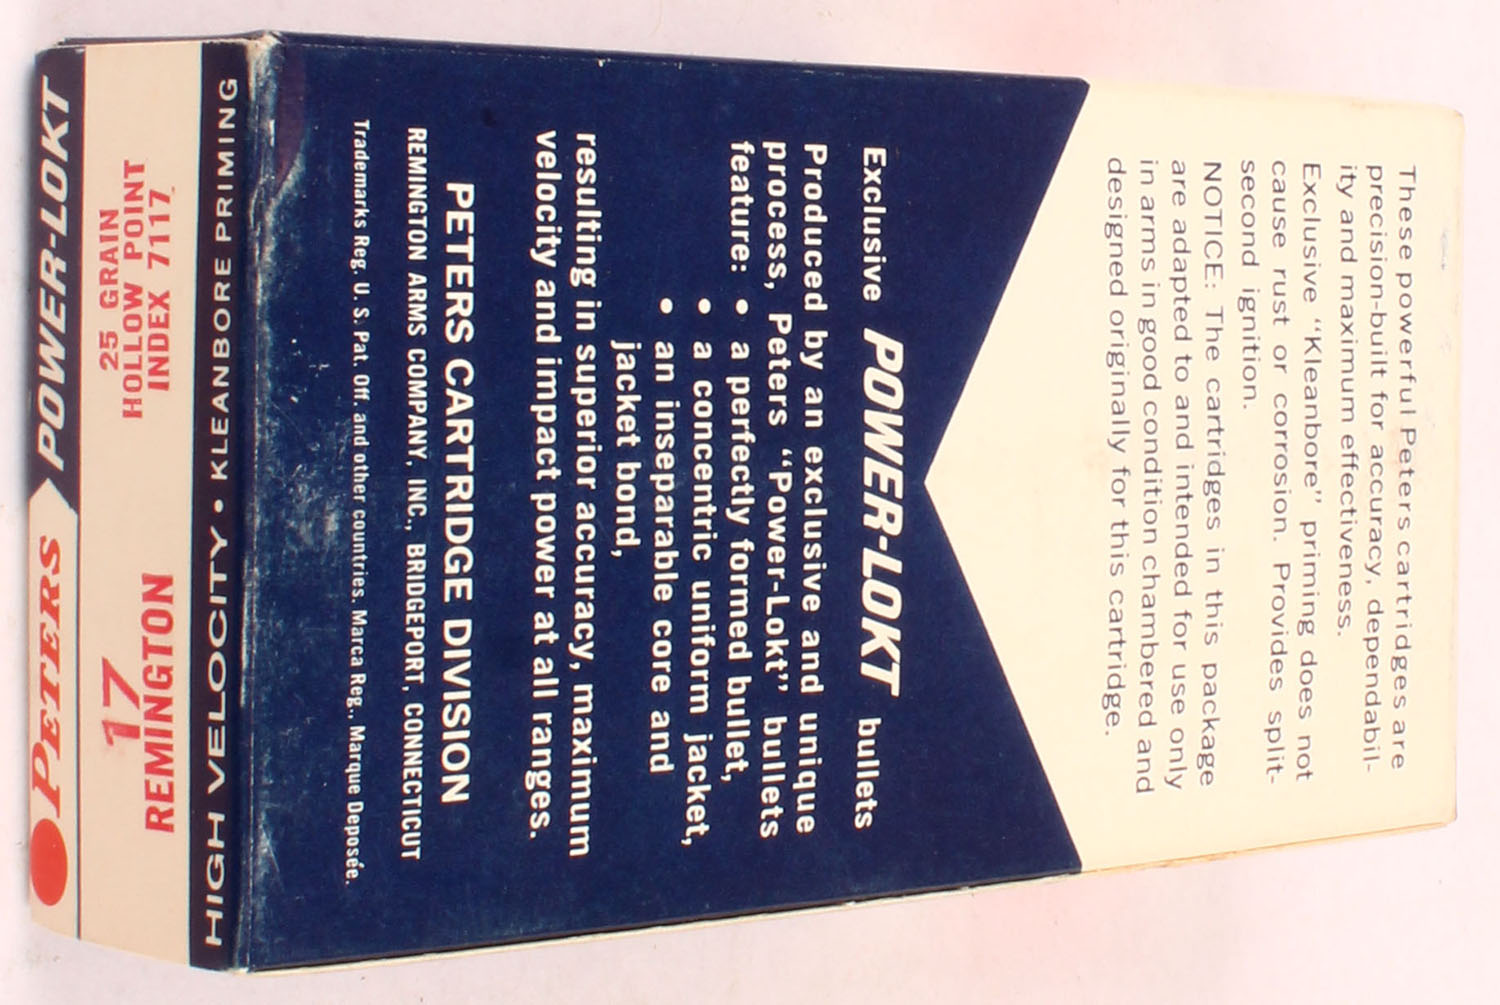 These powerful Peters cartridges are
precision-built for accuracy, dependabil-
ity and maximum effectiveness.
Exclusive "Kleanbore" priming does not
cause rust or corrosion. Provides split-
second ignition.
NOTICE: The cartridges in this package
are adapted to and intended for use only
in arms in good condition chambered and
designed originally for this cartridge.
Exclusive POWER-LOKT bullets
Produced by an exclusive and unique
process, Peters "Power-Lokt" bullets
feature: • a perfectly formed bullet,
• a concentric uniform jacket,
• an inseparable core and
jacket bond,
resulting in superior accuracy, maximum
velocity and impact power at all ranges.
PETERS CARTRIDGE DIVISION
REMINGTON ARMS COMPANY, INC., BRIDGEPORT, CONNECTICUT
Trademarks Reg. U. S. Pat. Off. and other countries. Marca Reg., Marque Deposée.
HIGH VELOCITY • KLEANBORE PRIMING
17
REMINGTON
25 GRAIN
HOLLOW POINT
INDEX 7117
PETERS POWER-LOKT